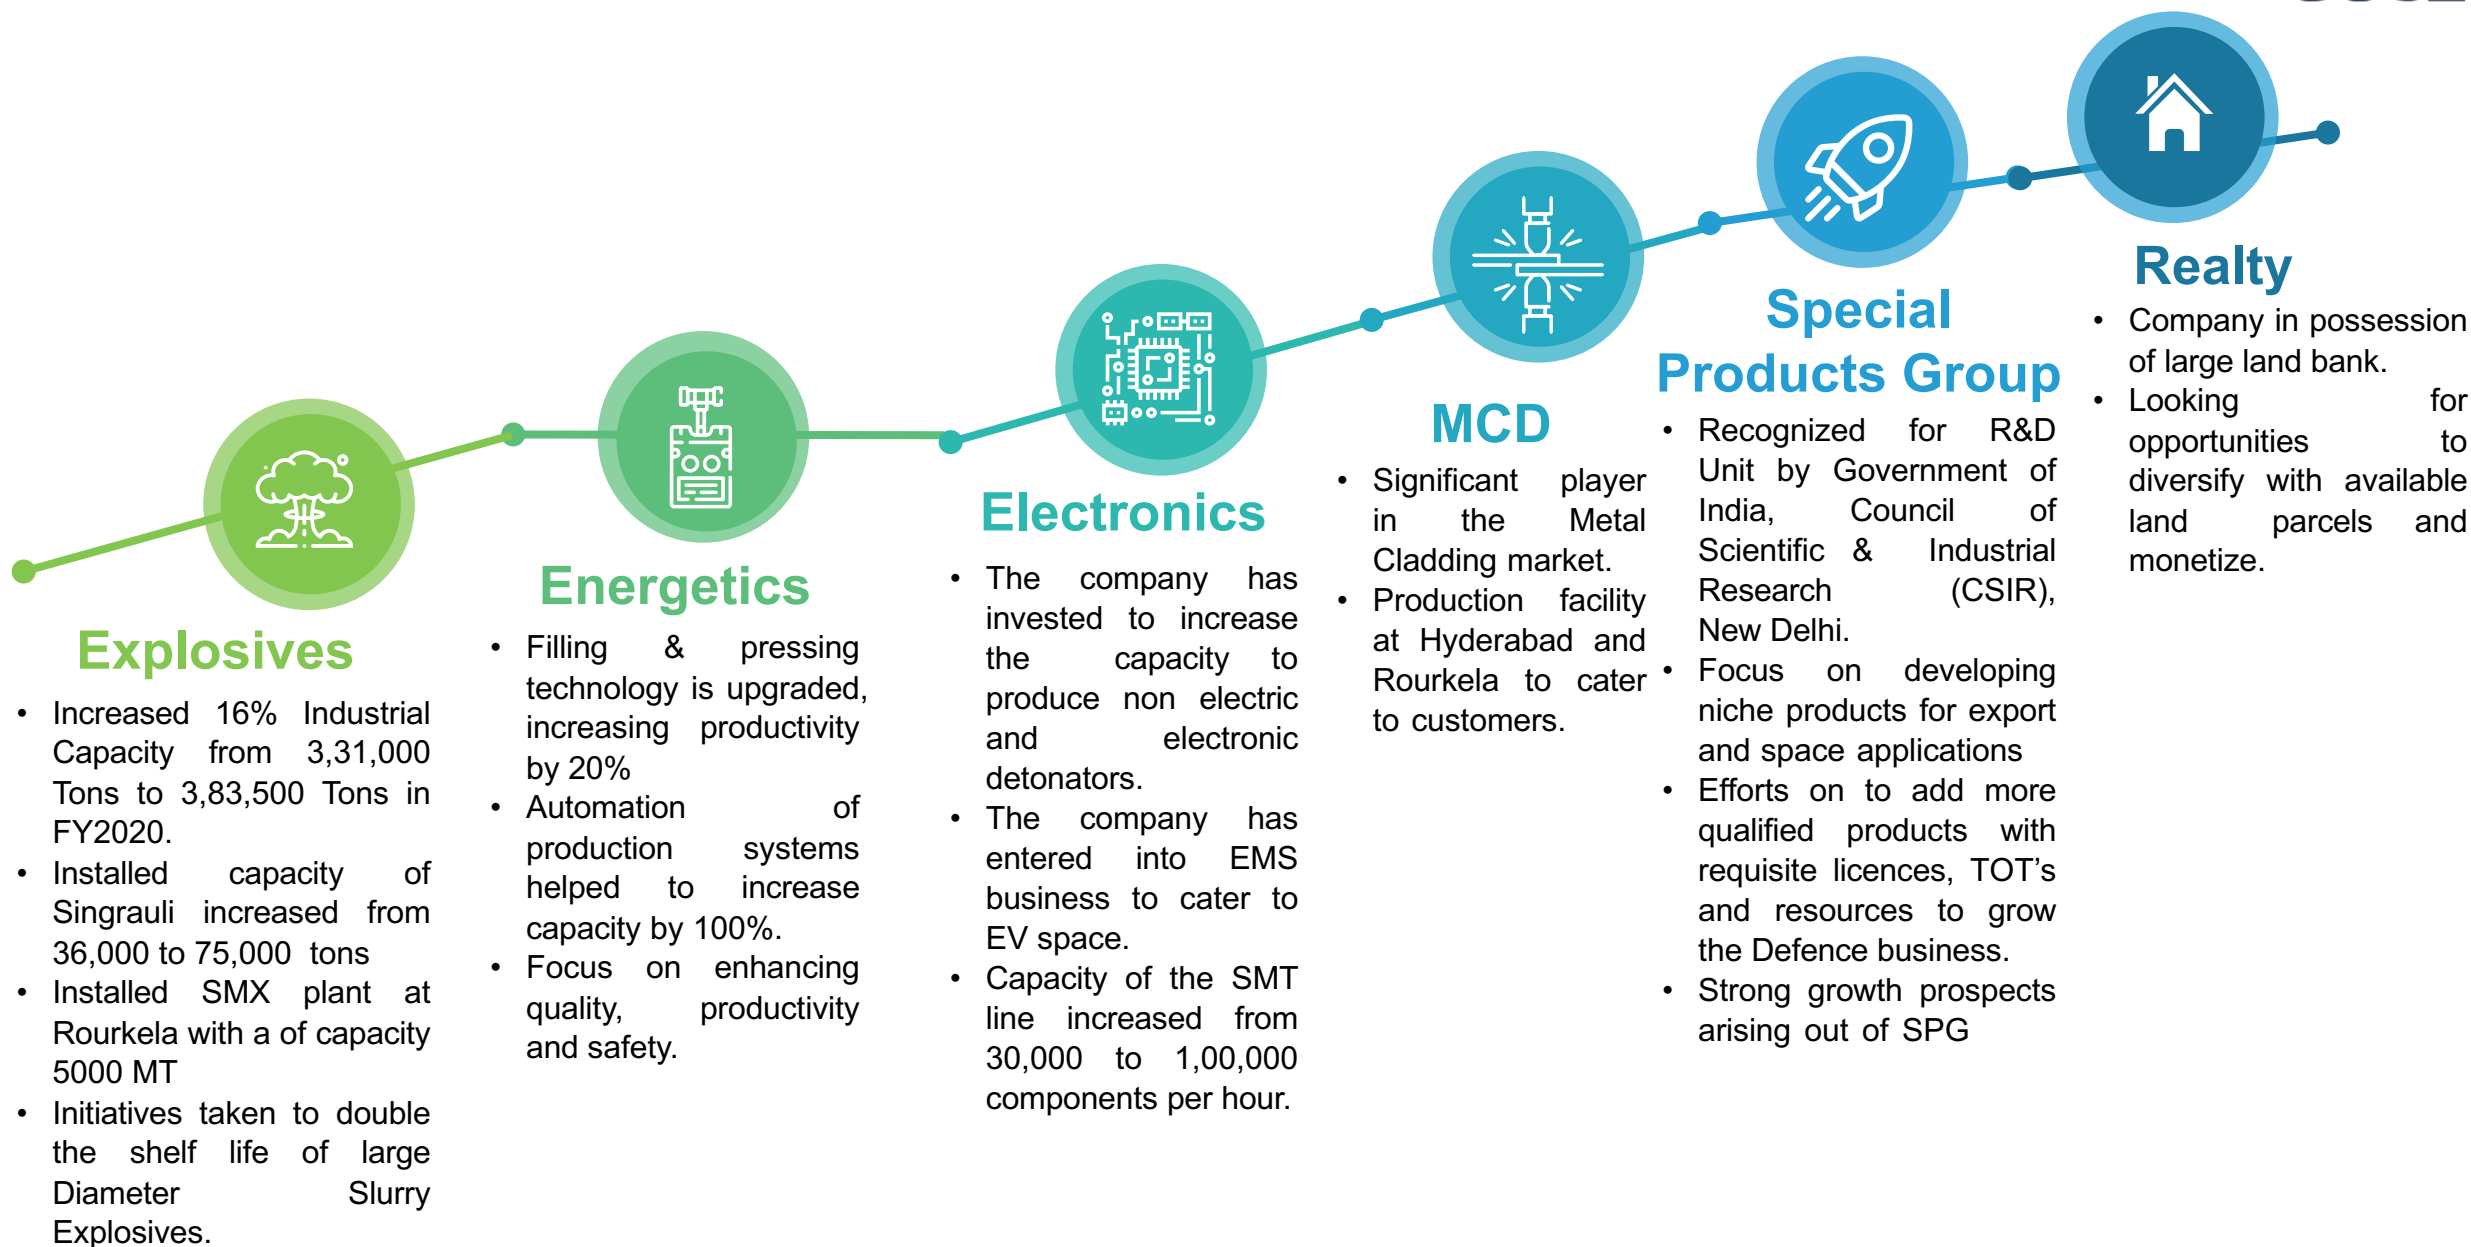 Explosives
• Increased 16% Industrial
Capacity from 3,31,000
Tons to 3,83,500 Tons in
FY2020.
• Installed capacity of
Singrauli increased from
36,000 to 75,000 tons
• Installed SMX plant at
Rourkela with a of capacity
5000 MT
• Initiatives taken to double
the shelf life of large
Diameter Slurry
Explosives.
Energetics
• Filling & pressing
technology is upgraded,
increasing productivity
by 20%
• Automation of
production systems
helped to increase
capacity by 100%.
• Focus on enhancing
quality, productivity
and safety.
Electronics
• The company has
invested to increase
the capacity to
produce non electric
and electronic
detonators.
• The company has
entered into EMS
business to cater to
EV space.
• Capacity of the SMT
line increased from
30,000 to 1,00,000
components per hour.
MCD
• Significant player
in the Metal
Cladding market.
• Production facility
at Hyderabad and
Rourkela to cater
to customers.
Special
Products Group
• Recognized for R&D
Unit by Government of
India, Council of
Scientific & Industrial
Research (CSIR),
New Delhi.
• Focus on developing
niche products for export
and space applications
• Efforts on to add more
qualified products with
requisite licences, TOT’s
and resources to grow
the Defence business.
• Strong growth prospects
arising out of SPG
Realty
• Company in possession
of large land bank.
• Looking for
opportunities to
diversify with available
land parcels and
monetize.